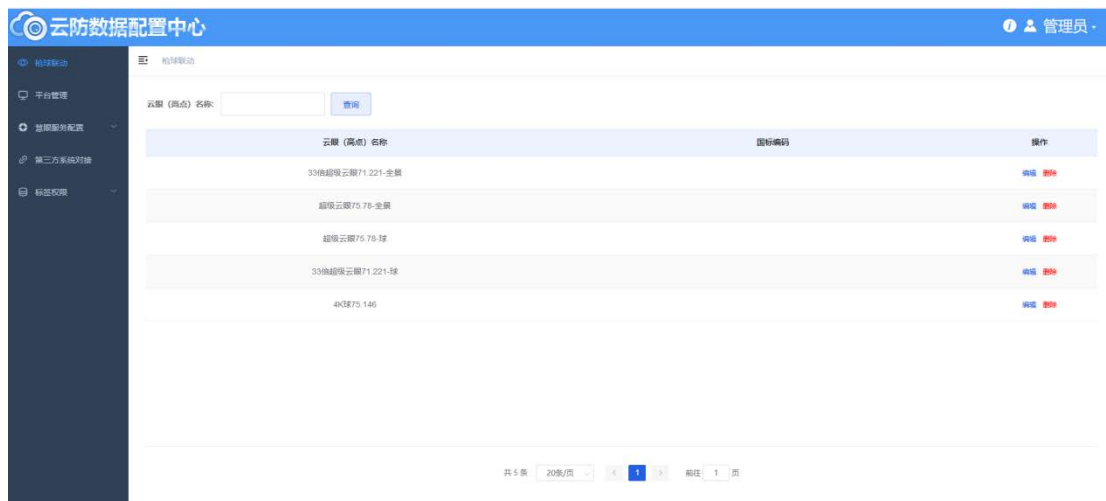 云防数据配置中心
管理员
枪球联动
平台管理
慧眼服务配置
第三方系统对接
标签权限
枪球联动
云眼（高点）名称:
查询
云眼（高点）名称 国标编码 操作
33倍超级云眼71.221-全景 编辑 删除
超级云眼75.78-全景 编辑 删除
超级云眼75.78-球 编辑 删除
33倍超级云眼71.221-球 编辑 删除
4K球75.146 编辑 删除
共 5 条 20条/页 < 1 > 前往 1 页